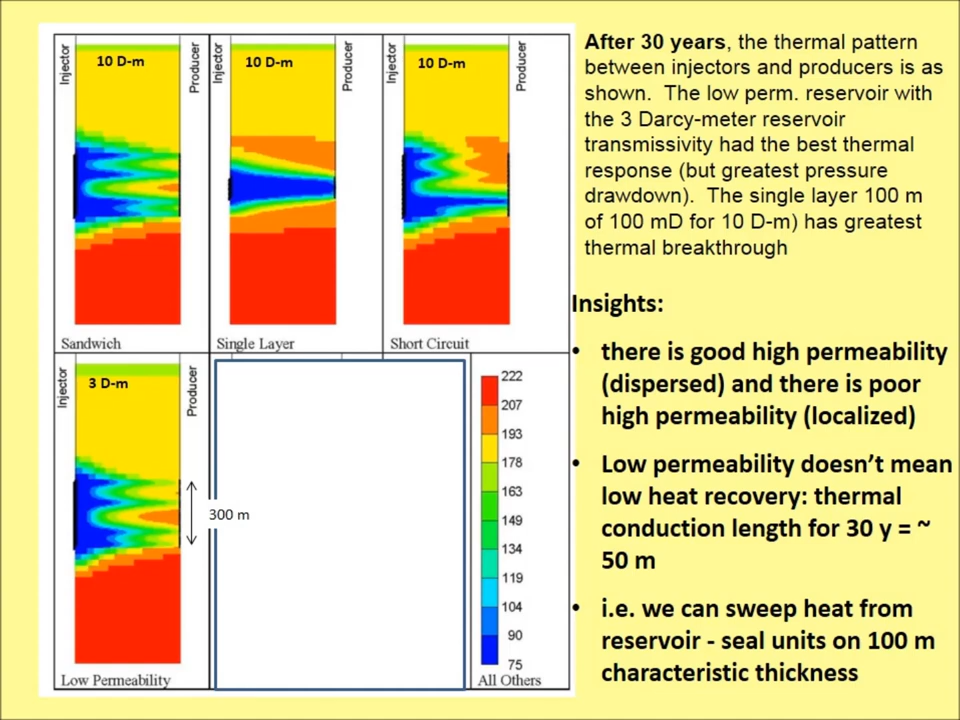 Injector
10 D-m
Producer
Sandwich
Injector
10 D-m
Producer
Single Layer
Injector
10 D-m
Producer
Short Circuit
Injector
3 D-m
Producer
300 m
Low Permeability
222
207
193
178
163
149
134
119
104
90
75
All Others
After 30 years, the thermal pattern
between injectors and producers is as
shown. The low perm. reservoir with
the 3 Darcy-meter reservoir
transmissivity had the best thermal
response (but greatest pressure
drawdown). The single layer 100 m
of 100 mD for 10 D-m) has greatest
thermal breakthrough
Insights:
• there is good high permeability
(dispersed) and there is poor
high permeability (localized)
• Low permeability doesn’t mean
low heat recovery: thermal
conduction length for 30 y = ~
50 m
• i.e. we can sweep heat from
reservoir - seal units on 100 m
characteristic thickness